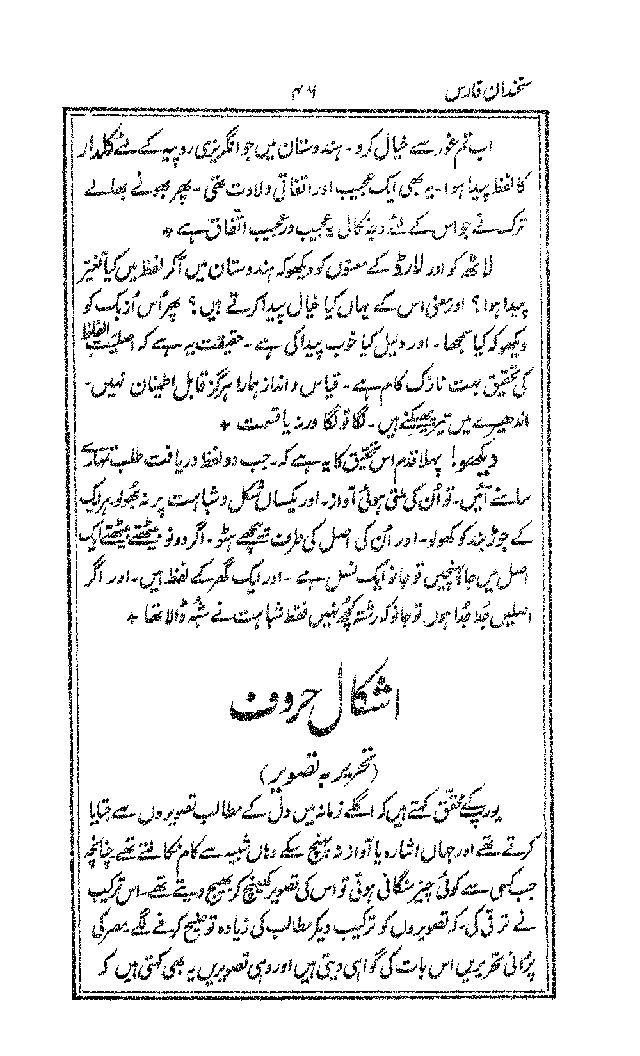 سخندان فارس ۴۶
اب تم غور سے خیال کرو ۔ ہندوستان میں جو انگریزی روپیہ کے لئے کلدار
کا لفظ پیدا ہوا ۔ یہ بھی ایک عجیب اور اتفاقی ولادت تھی ۔ پھر بھولے بھالے
ترک نے جو اس کے لئے دینہ نکالی یہ عجیب در عجیب اتفاق ہے *
لاٹھ کو اور لارڈ کے معنوں کو دیکھو کہ ہندوستان میں آکر لفظ میں کیا تغیر
پیدا ہوا ؟ اور معنی اس کے ہاں کیا خیال پیدا کرتے ہیں ؟ پھر اُس اُزبک کو
دیکھو کہ کیا سمجھا ۔ اور دلیل کیا خوب پیدا کی ہے ۔ حقیقت یہ ہے کہ اصلیت الفاظ
کی تحقیق بہت نازک کام ہے ۔ قیاس و انداز ہمارا ہرگز قابل اطمینان نہیں ۔
اندھیرے میں تیر پھینکتے ہیں ۔ لگا تو لگا ورنہ یا قسمت *
دیکھو ! پہلا قدم اس تحقیق کا یہ ہے کہ ۔ جب دو لفظ دریافت طلب تمہارے
سامنے آئیں ۔ تو اُن کی ملتی ہوئی آواز ۔ اور یکساں شکل و شباہت پر نہ بھولو ہر ایک
کے جوڑ بند کو کھولو ۔ اور اُن کی اصل کی طرف پیچھے ہٹو ۔ اگر دونو ہٹتے ہٹتے ایک
اصل میں جا پہنچیں تو جانو ایک نسل ہے ۔ اور ایک گھر کے لفظ ہیں ۔ اور اگر
اصلیں جُدا جُدا ہوں تو جانو کہ رشتہ کچھ نہیں فقط شباہت نے شبہ ڈالا تھا *
اشکال حروف
(تحریر بہ تصویر)
یورپ کے محقق کہتے ہیں کہ اگلے زمانہ میں دل کے مطالب تصویروں سے جتایا
کرتے تھے اور جہاں اشارہ یا آواز نہ پہنچ سکے وہاں شبیہ سے کام نکالتے تھے چنانچہ
جب کسی سے کوئی چیز منگانی ہوتی تو اس کی تصویر کھینچ کر بھیج دیتے تھے ۔ اس ترکیب
نے ترقی کی ۔ کہ تصویروں کو ترکیب دیکر مطالب کی زیادہ توضیح کرنے لگے مصر کی
پرانی تحریریں اس بات کی گواہی دیتی ہیں اور وہی تصویریں یہ بھی کہتی ہیں کہ